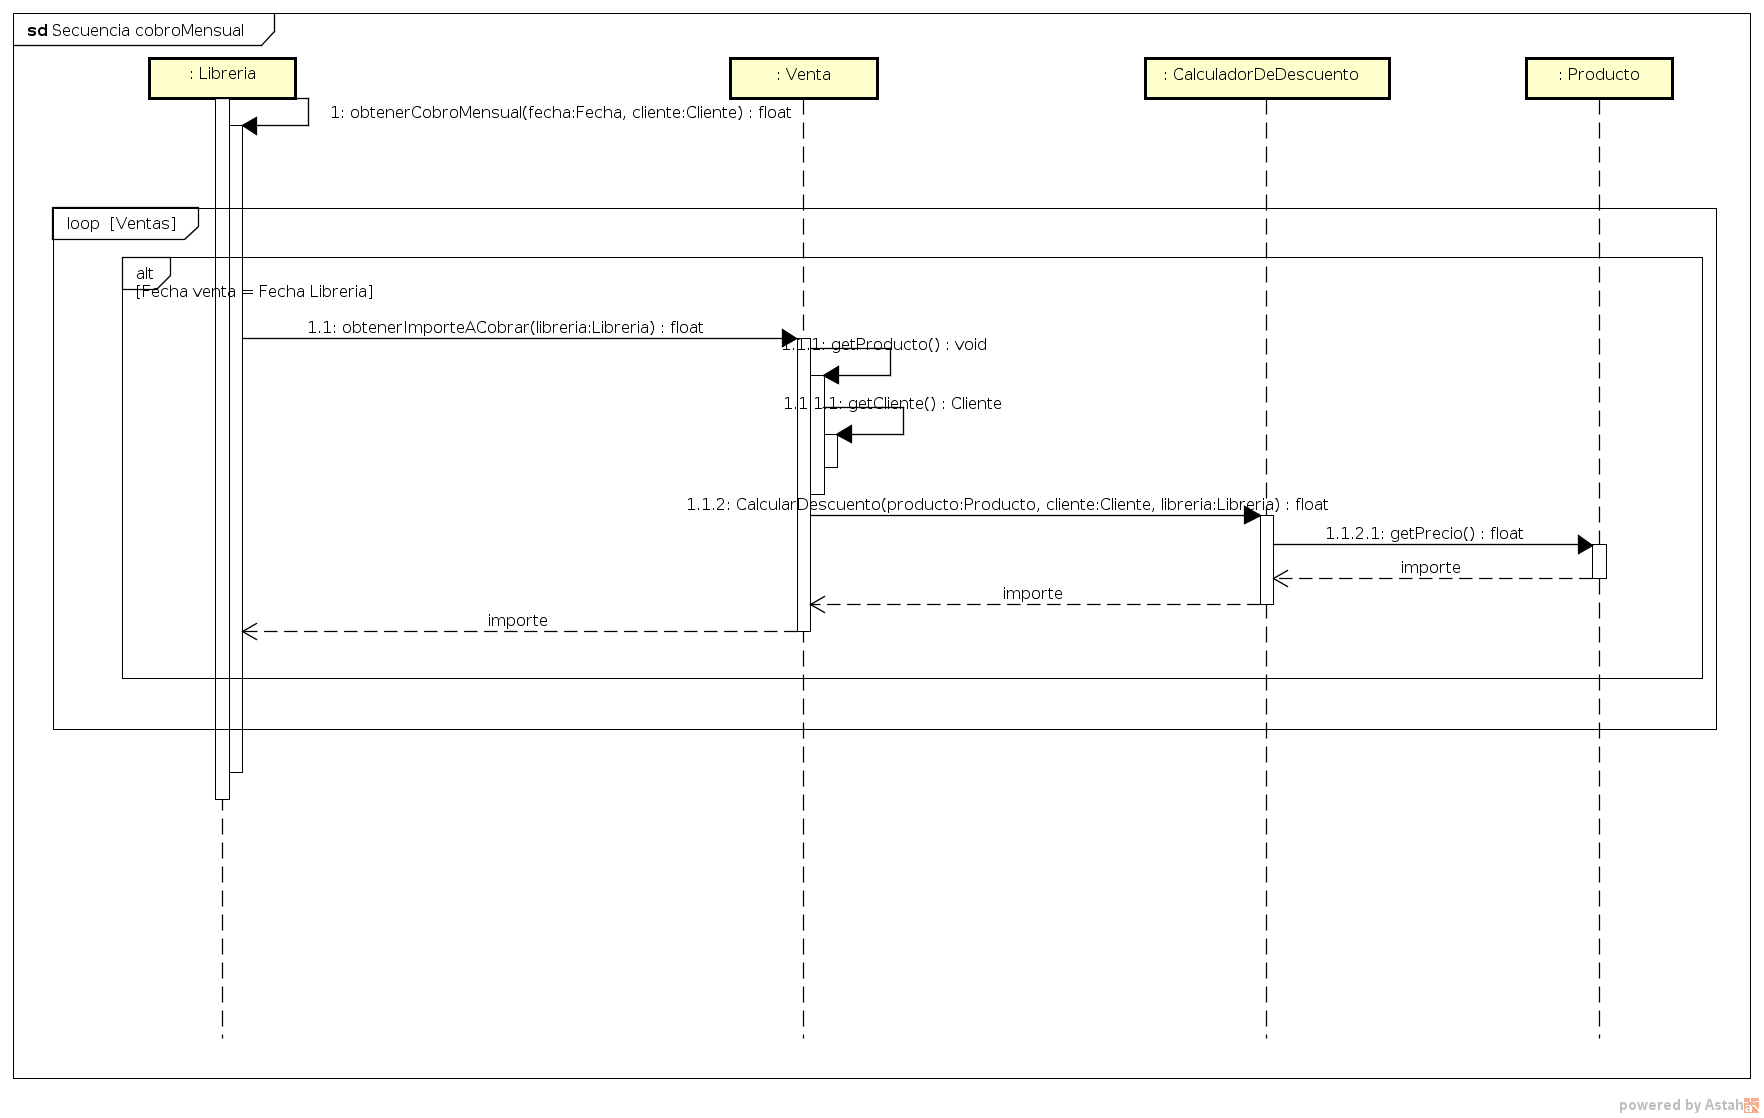 sd Secuencia cobroMensual
: Libreria
: Venta
: CalculadorDeDescuento
: Producto
1: obtenerCobroMensual(fecha:Fecha, cliente:Cliente) : float
loop [Ventas]
alt
[Fecha venta = Fecha Libreria]
1.1: obtenerImporteACobrar(libreria:Libreria) : float
1.1.1: getProducto() : void
1.1.1.1: getCliente() : Cliente
1.1.2: CalcularDescuento(producto:Producto, cliente:Cliente, libreria:Libreria) : float
1.1.2.1: getPrecio() : float
importe
importe
importe
powered by Astah